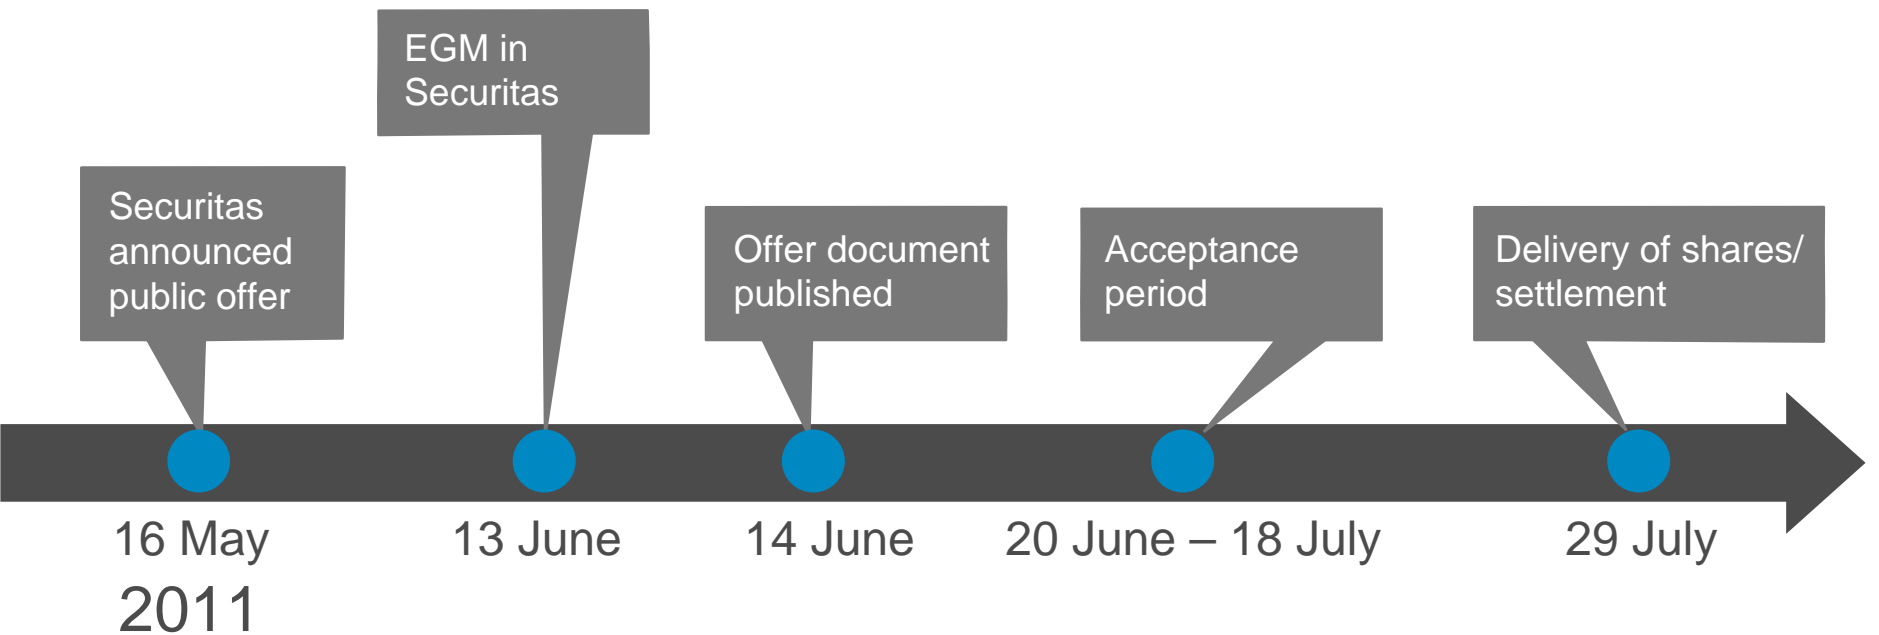 EGM in
Securitas
Securitas
announced
public offer
Offer document
published
Acceptance
period
Delivery of shares/
settlement
16 May
13 June
14 June
20 June – 18 July
29 July
2011